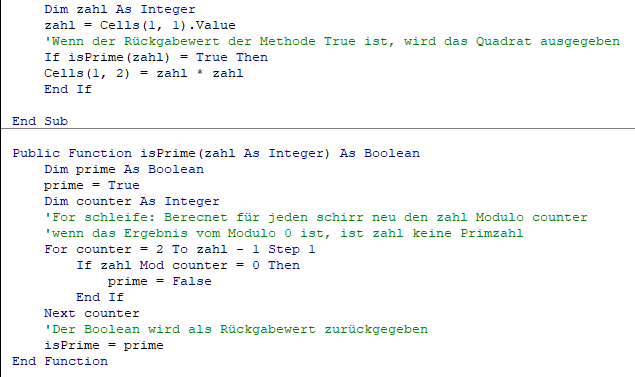 Dim zahl As Integer
zahl = Cells(1, 1).Value
'Wenn der Rückgabewert der Methode True ist, wird das Quadrat ausgegeben
If isPrime(zahl) = True Then
Cells(1, 2) = zahl * zahl
End If
End Sub
Public Function isPrime(zahl As Integer) As Boolean
Dim prime As Boolean
prime = True
Dim counter As Integer
'For schleife: Berecnet für jeden schirr neu den zahl Modulo counter
'wenn das Ergebnis vom Modulo 0 ist, ist zahl keine Primzahl
For counter = 2 To zahl - 1 Step 1
If zahl Mod counter = 0 Then
prime = False
End If
Next counter
'Der Boolean wird als Rückgabewert zurückgegeben
isPrime = prime
End Function